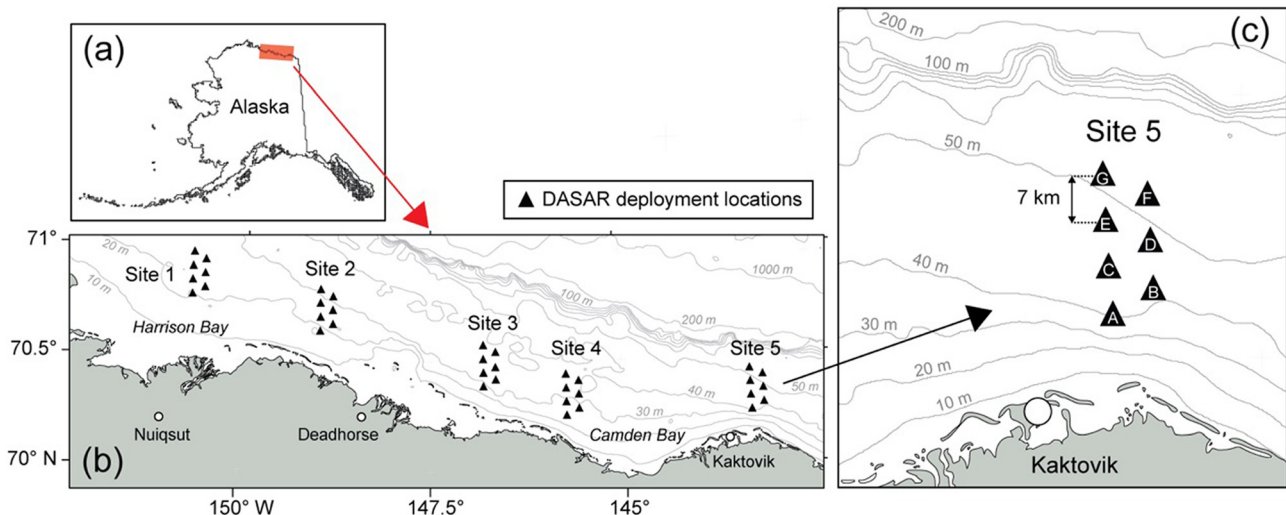 (a)
Alaska
▲ DASAR deployment locations
71°
70.5°
70° N
150° W
147.5°
145°
20 m
10 m
Site 1
Site 2
Site 3
Site 4
Site 5
1000 m
100 m
200 m
50 m
40 m
30 m
Harrison Bay
Camden Bay
Nuiqsut
Deadhorse
Kaktovik
(b)
200 m
(c)
100 m
Site 5
50 m
G
F
7 km
E
D
C
B
A
40 m
30 m
20 m
10 m
Kaktovik